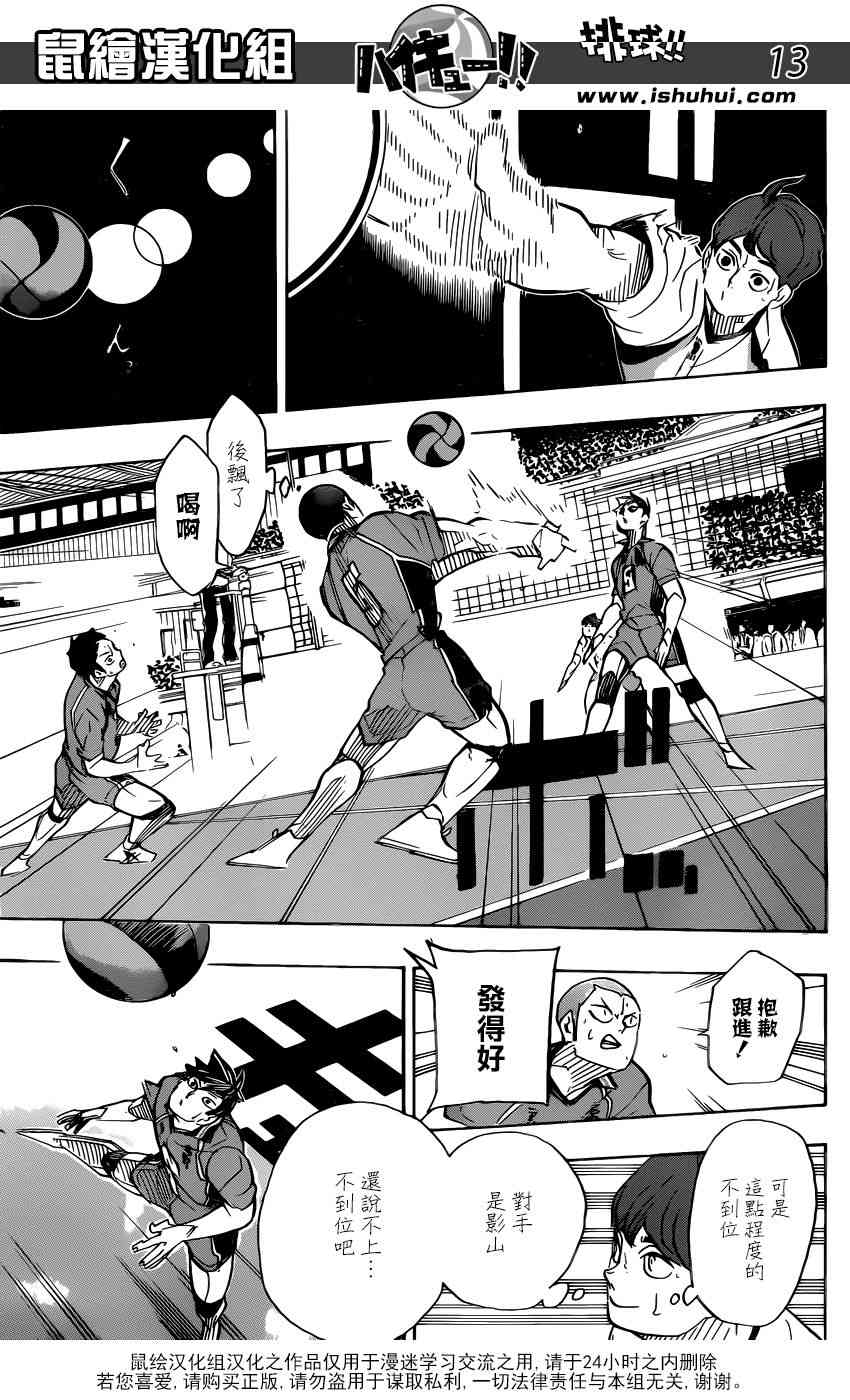 鼠繪漢化組
ハイキュー!!
排球!!
13
www.ishuhui.com
後飄了
喝啊
抱歉
跟進!
發得好
可是
這點程度的
不到位
對手
是影山
還說不上…
不到位吧
鼠绘汉化组汉化之作品仅用于漫迷学习交流之用, 请于24小时之内删除
若您喜爱, 请购买正版, 请勿盗用于谋取私利, 一切法律责任与本组无关, 谢谢。